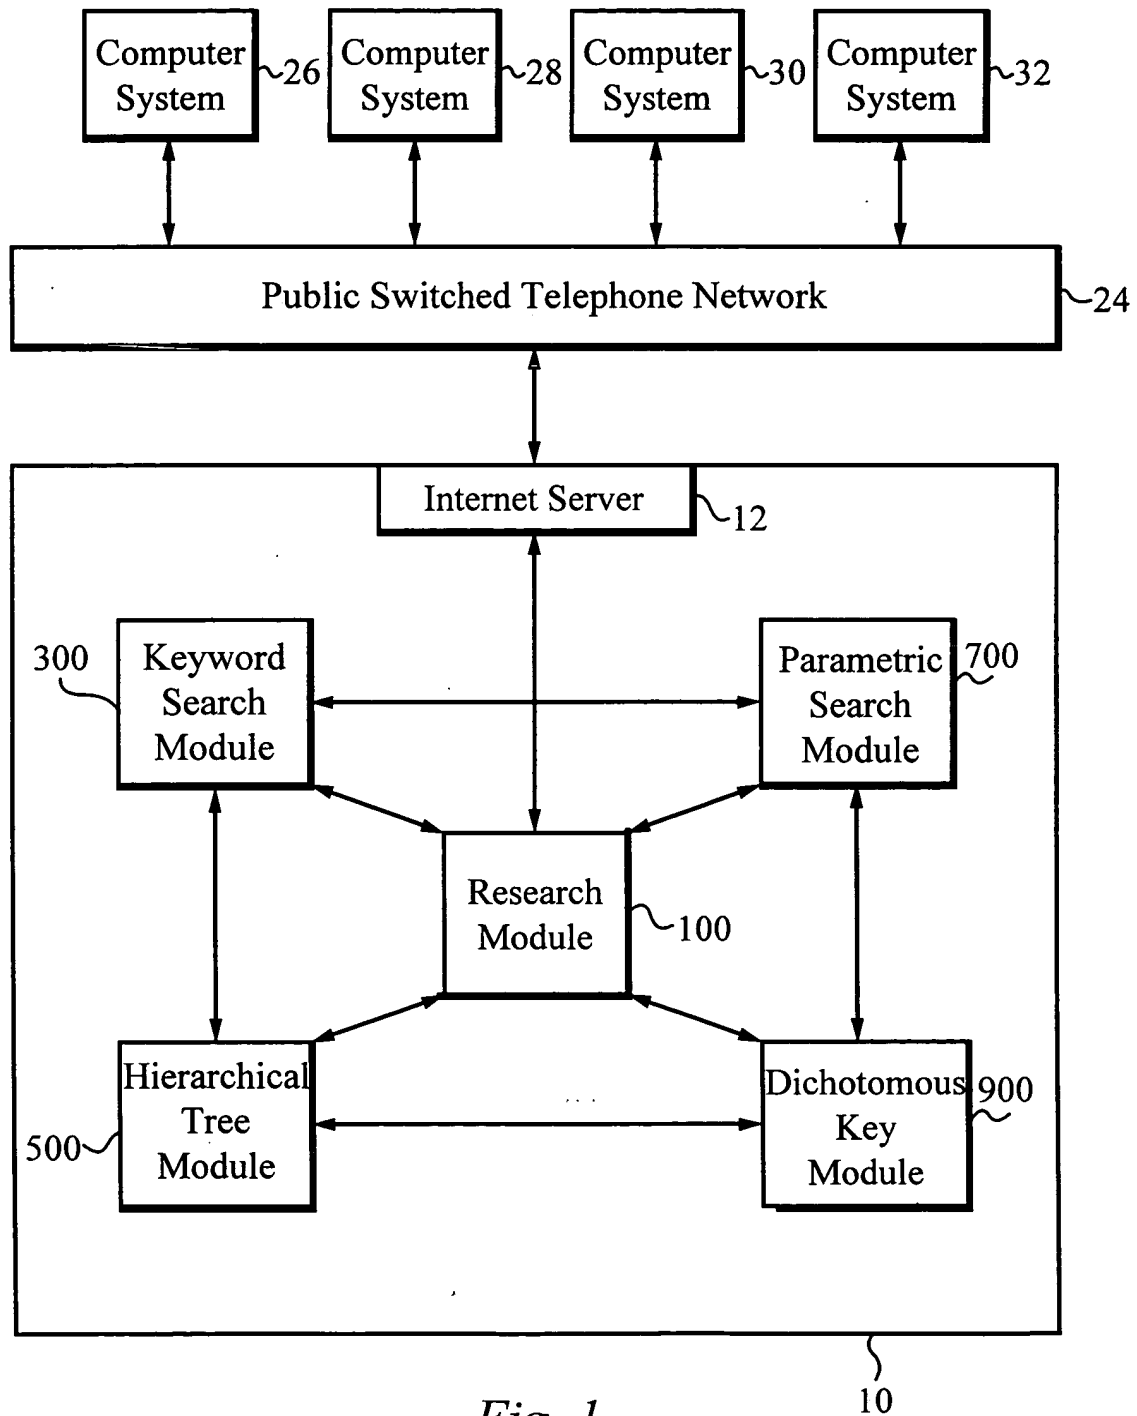 Computer
System
26
Computer
System
28
Computer
System
30
Computer
System
32
Public Switched Telephone Network
24
Internet Server
12
300
Keyword
Search
Module
Parametric
Search
Module
700
Research
Module
100
Hierarchical
Tree
Module
500
Dichotomous
Key
Module
900
10
Fig. 1